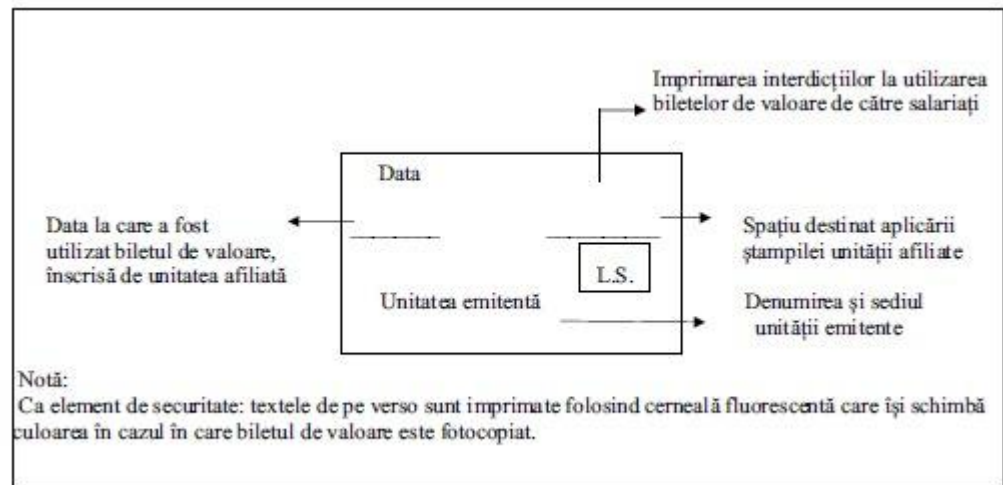 Imprimarea interdicțiilor la utilizarea
biletelor de valoare de către salariați
Data
Data la care a fost
utilizat biletul de valoare,
înscrisă de unitatea afiliată
Spațiu destinat aplicării
ștampilei unității afiliate
L.S.
Unitatea emitentă
Denumirea și sediul
unității emitente
Notă:
Ca element de securitate: textele de pe verso sunt imprimate folosind cerneală fluorescentă care își schimbă
culoarea în cazul în care biletul de valoare este fotocopiat.